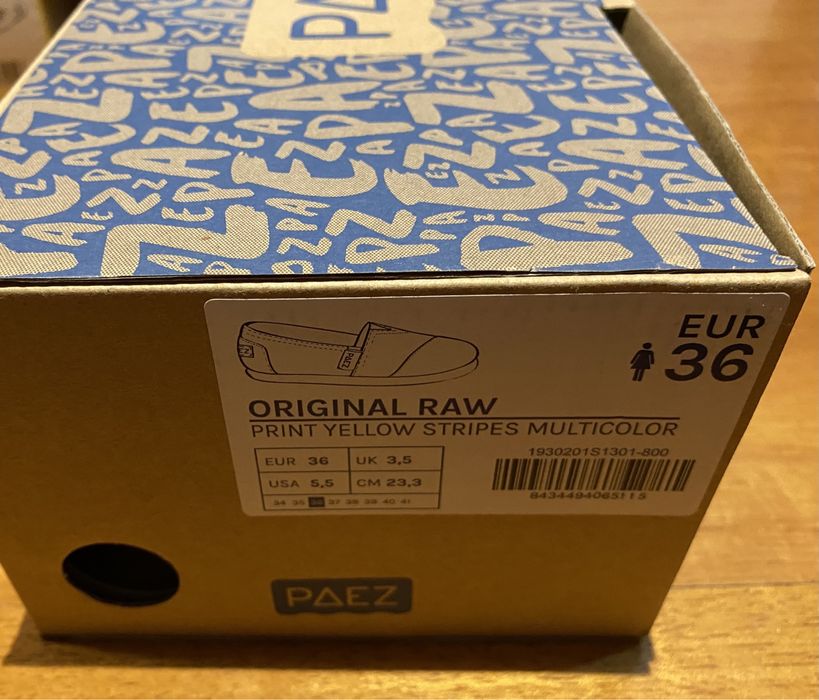 PAEZ
EUR
36
PAEZ
ORIGINAL RAW
PRINT YELLOW STRIPES MULTICOLOR
EUR 36 UK 3,5
USA 5,5 CM 23,3
34 35 36 37 38 39 40 41
1930201S1301-800
8434494065115
PAEZ